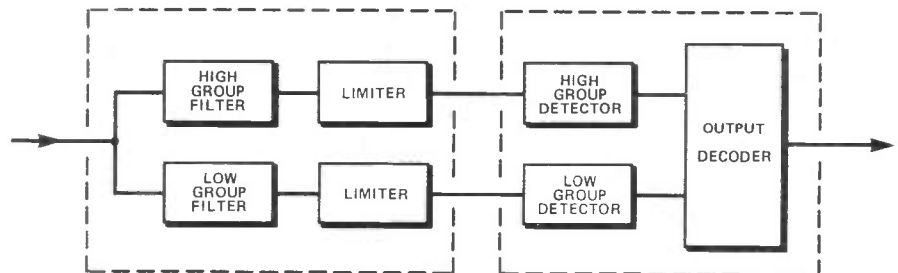 HIGH
GROUP
FILTER
LIMITER
HIGH
GROUP
DETECTOR
OUTPUT
DECODER
LOW
GROUP
FILTER
LIMITER
LOW
GROUP
DETECTOR